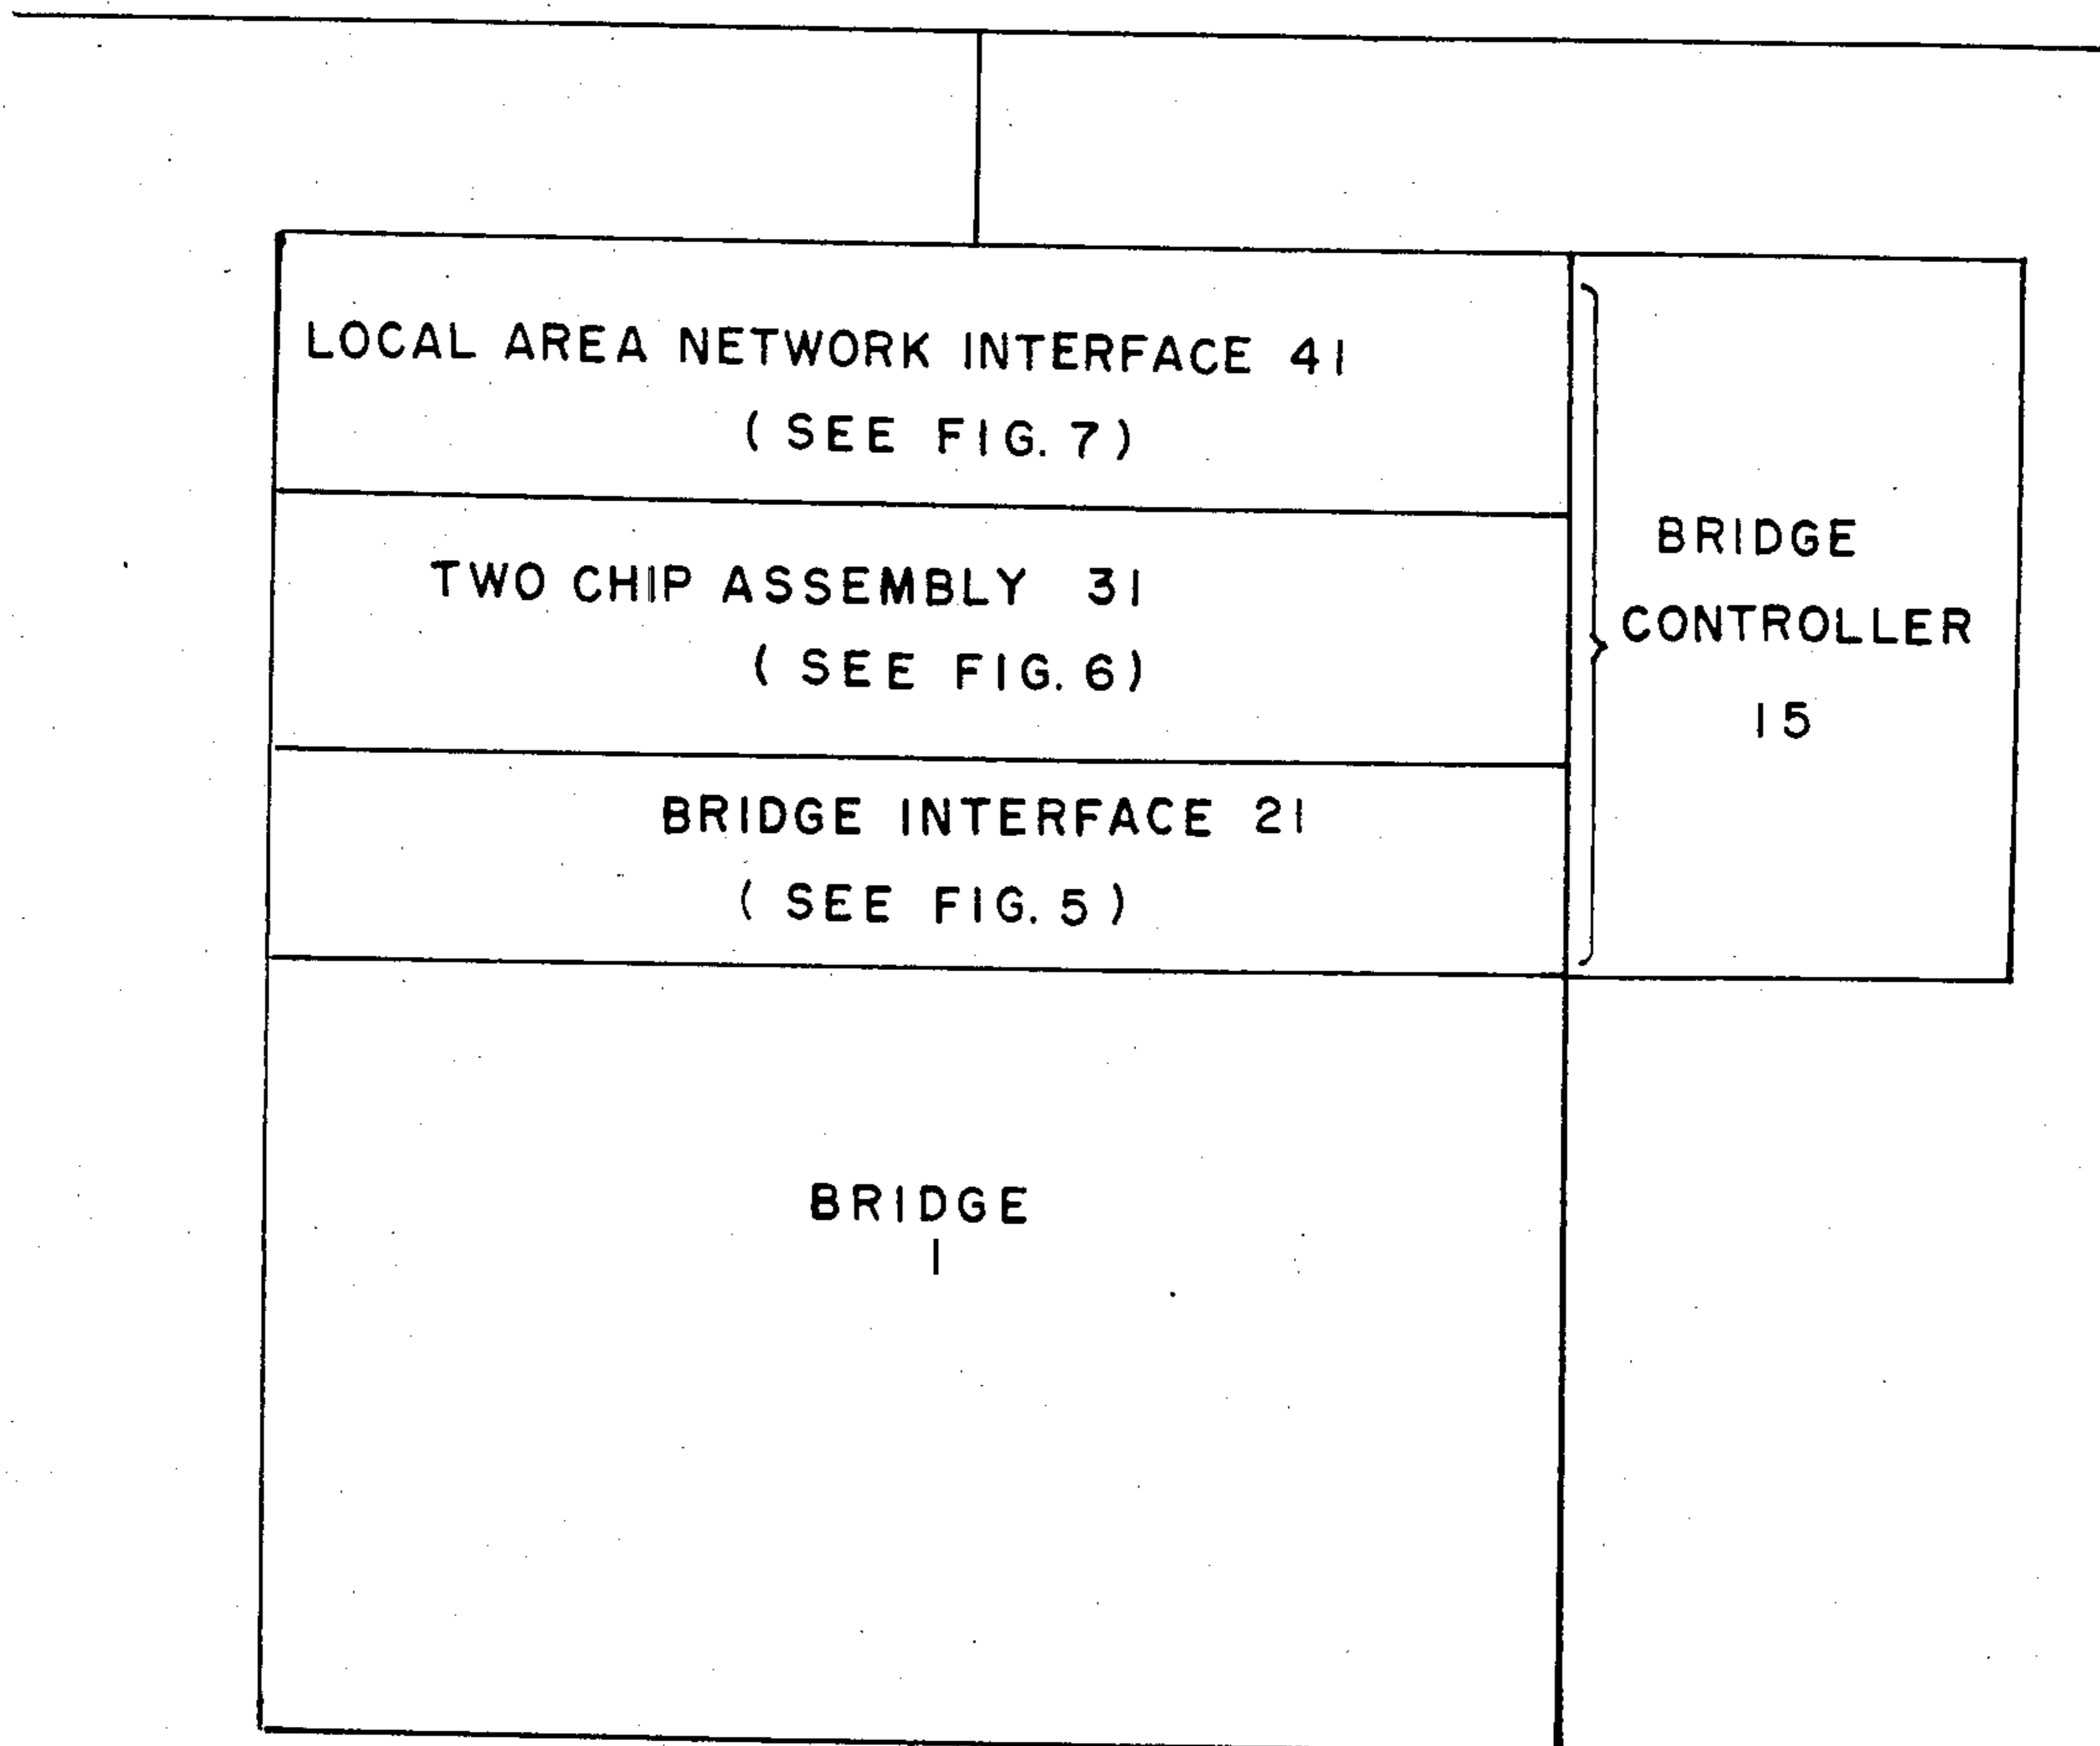 LOCAL AREA NETWORK INTERFACE 41
(SEE FIG. 7)
TWO CHIP ASSEMBLY 31
(SEE FIG. 6)
BRIDGE INTERFACE 21
(SEE FIG. 5)
BRIDGE
CONTROLLER
15
BRIDGE
1